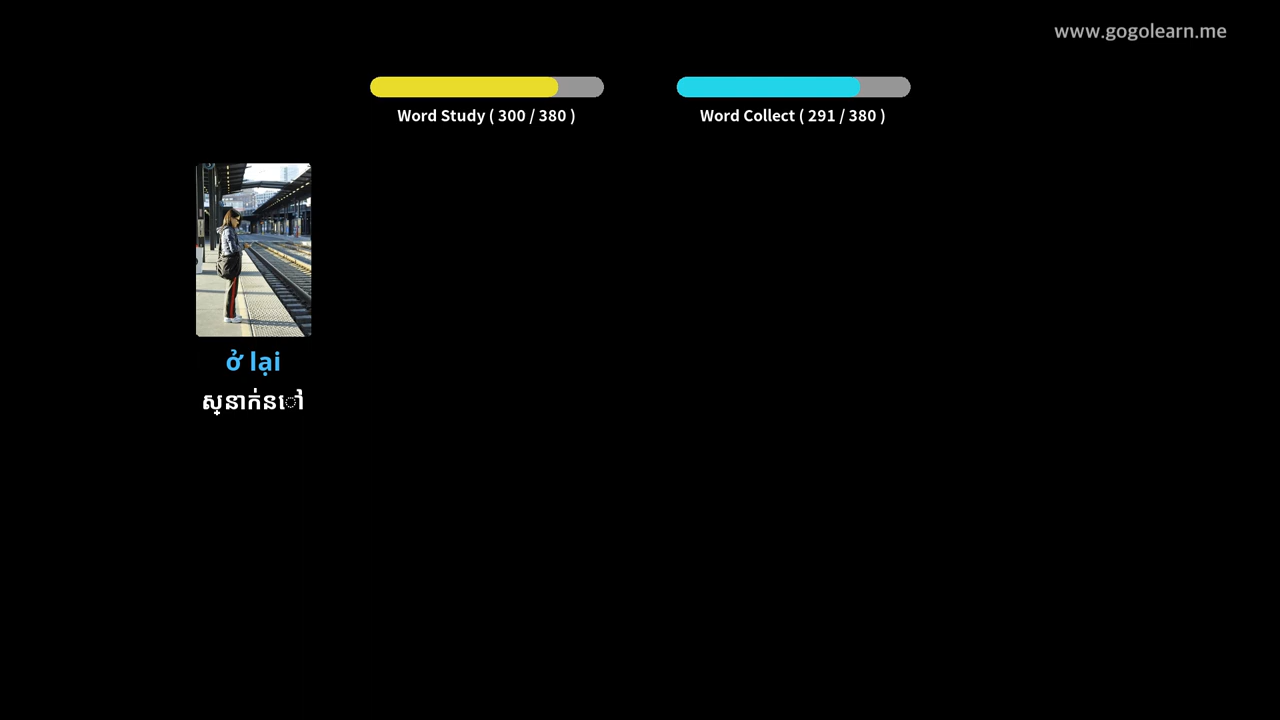 www.gogolearn.me
Word Study ( 300 / 380 )
Word Collect ( 291 / 380 )
ở lại
ស្នាក់នៅ